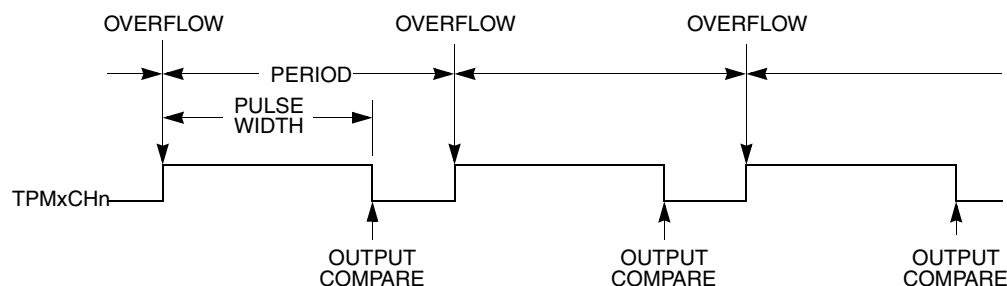 OVERFLOW OVERFLOW OVERFLOW
PERIOD
PULSE
WIDTH
TPMxCHn
OUTPUT
COMPARE
OUTPUT
COMPARE
OUTPUT
COMPARE